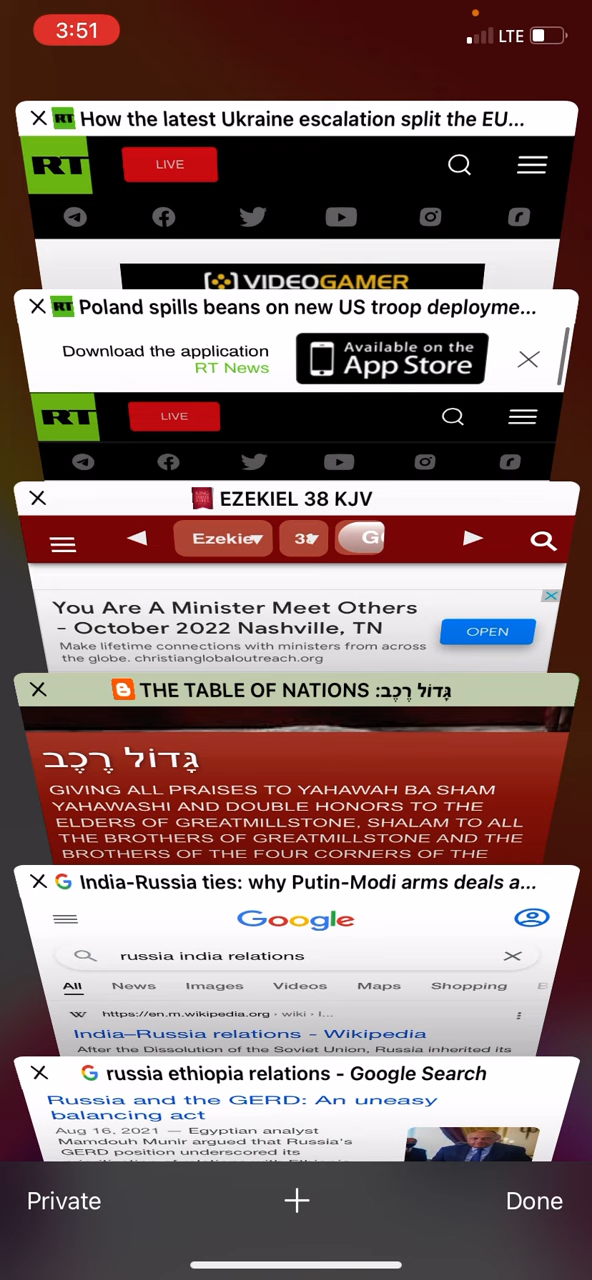 3:51
LTE
RT How the latest Ukraine escalation split the EU...
RT LIVE
VIDEOGAMER
RT Poland spills beans on new US troop deployme...
Download the application
RT News
Available on the
App Store
RT LIVE
EZEKIEL 38 KJV
Ezekie 38 G
You Are A Minister Meet Others
- October 2022 Nashville, TN
Make lifetime connections with ministers from across
the globe. christianglobaloutreach.org
OPEN
THE TABLE OF NATIONS :גָּדוֹל רֶכֶב
גָּדוֹל רֶכֶב
GIVING ALL PRAISES TO YAHAWAH BA SHAM
YAHAWASHI AND DOUBLE HONORS TO THE
ELDERS OF GREATMILLSTONE, SHALAM TO ALL
THE BROTHERS OF GREATMILLSTONE AND THE
BROTHERS OF THE FOUR CORNERS OF THE
G India-Russia ties: why Putin-Modi arms deals a...
Google
russia india relations
All News Images Videos Maps Shopping B
W https://en.m.wikipedia.org › wiki › I...
India–Russia relations - Wikipedia
After the Dissolution of the Soviet Union, Russia inherited its
G russia ethiopia relations - Google Search
Russia and the GERD: An uneasy
balancing act
Aug 16, 2021 — Egyptian analyst
Mamdouh Munir argued that Russia's
GERD position underscored its
Private
Done